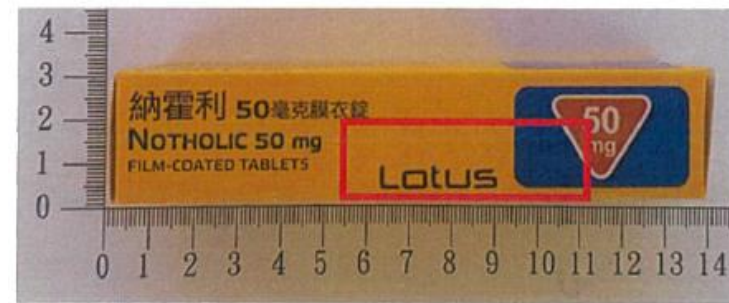 4
3
2
1
0
納霍利 50毫克膜衣錠
NOTHOLIC 50 mg
FILM-COATED TABLETS
Lotus
50
mg
0 1 2 3 4 5 6 7 8 9 10 11 12 13 14